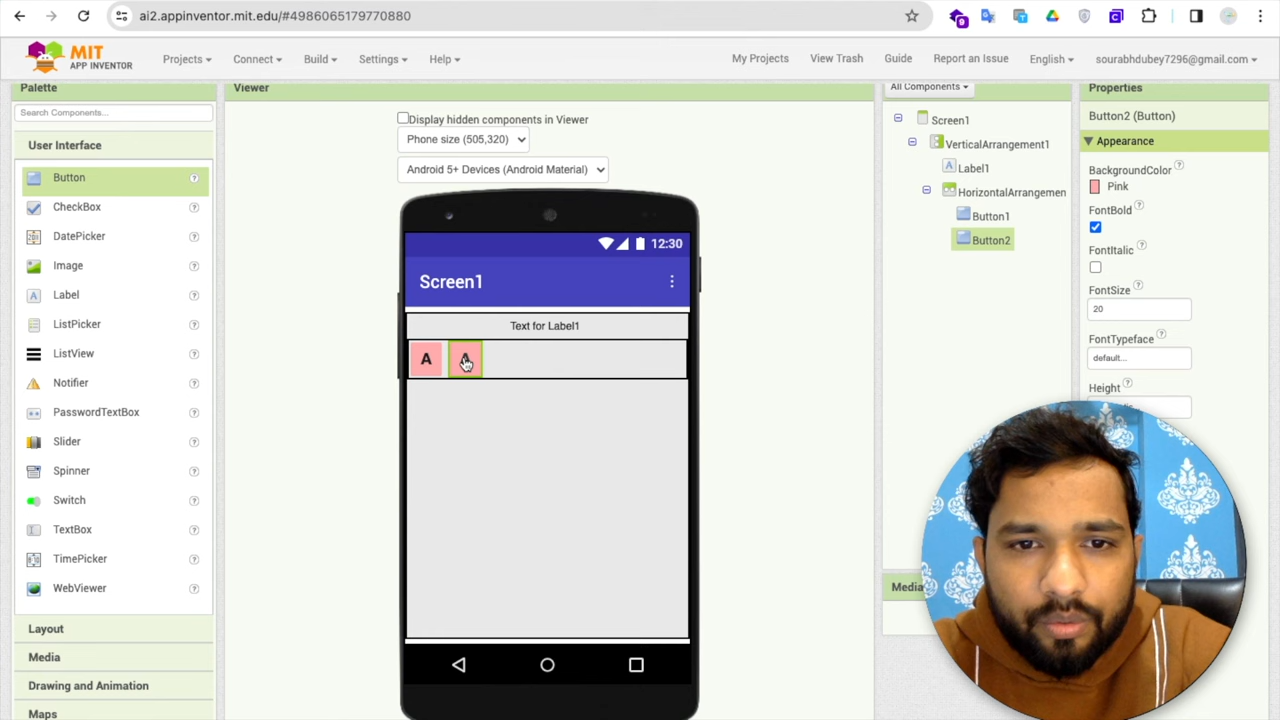 ai2.appinventor.mit.edu/#4986065179770880
9
MIT
APP INVENTOR
Projects
Connect
Build
Settings
Help
My Projects
View Trash
Guide
Report an Issue
English
sourabhdubey7296@gmail.com
Palette
Search Components...
User Interface
Button
CheckBox
DatePicker
Image
Label
ListPicker
ListView
Notifier
PasswordTextBox
Slider
Spinner
Switch
TextBox
TimePicker
WebViewer
Layout
Media
Drawing and Animation
Maps
Viewer
Display hidden components in Viewer
Phone size (505,320)
Android 5+ Devices (Android Material)
12:30
Screen1
Text for Label1
A A
All Components
Screen1
VerticalArrangement1
Label1
HorizontalArrangemen
Button1
Button2
Media
Properties
Button2 (Button)
Appearance
BackgroundColor
Pink
FontBold
FontItalic
FontSize
20
FontTypeface
default...
Height